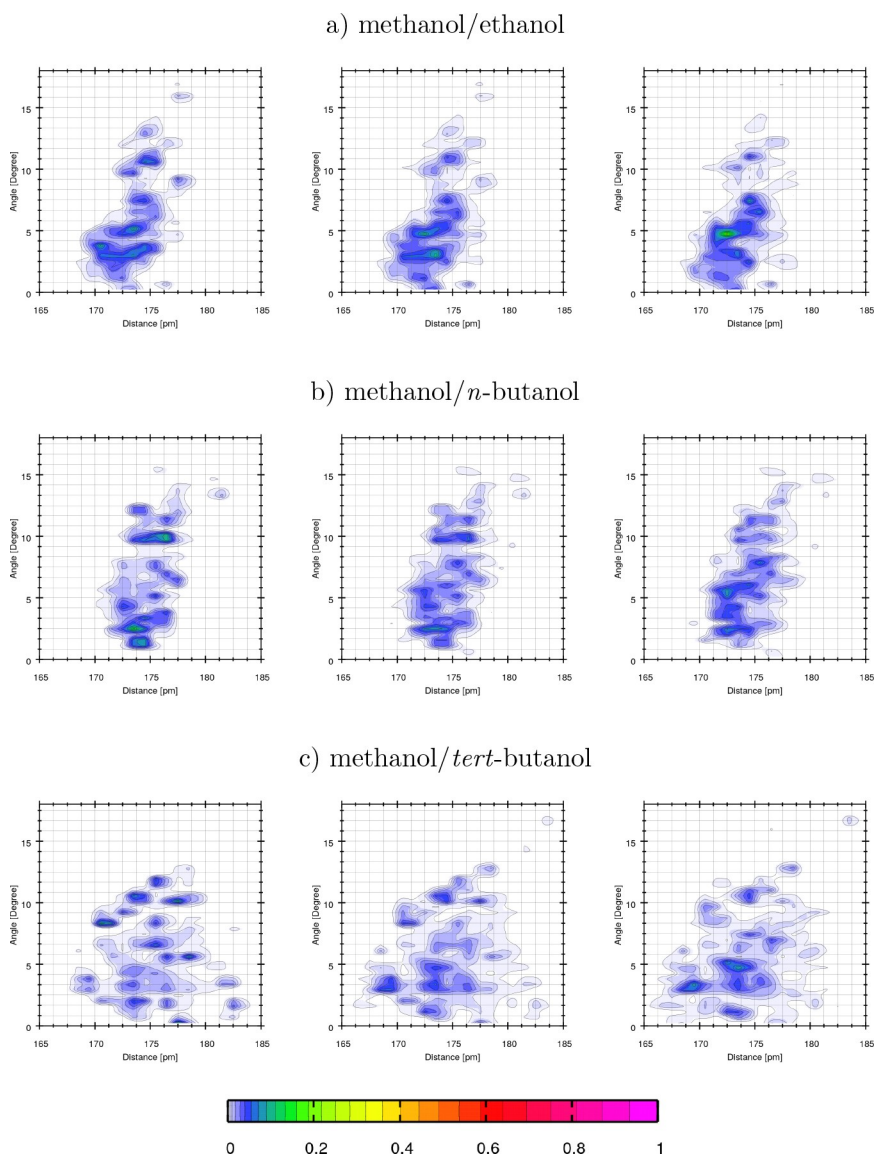 a) methanol/ethanol
Angle [Degree]
15
10
5
0
165 170 175 180 185
Distance [pm]
Angle [Degree]
15
10
5
0
165 170 175 180 185
Distance [pm]
Angle [Degree]
15
10
5
0
165 170 175 180 185
Distance [pm]
b) methanol/n-butanol
Angle [Degree]
15
10
5
0
165 170 175 180 185
Distance [pm]
Angle [Degree]
15
10
5
0
165 170 175 180 185
Distance [pm]
Angle [Degree]
15
10
5
0
165 170 175 180 185
Distance [pm]
c) methanol/tert-butanol
Angle [Degree]
15
10
5
0
165 170 175 180 185
Distance [pm]
Angle [Degree]
15
10
5
0
165 170 175 180 185
Distance [pm]
Angle [Degree]
15
10
5
0
165 170 175 180 185
Distance [pm]
0 0.2 0.4 0.6 0.8 1